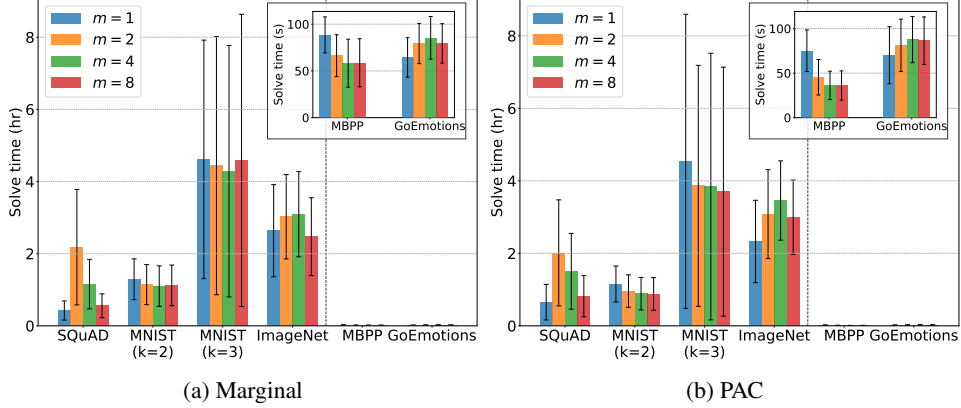 m = 1
m = 2
m = 4
m = 8
Solve time (hr)
8
6
4
2
0
SQuAD
MNIST
(k=2)
MNIST
(k=3)
ImageNet
MBPP
GoEmotions
Solve time (s)
100
50
0
MBPP
GoEmotions
(a) Marginal
m = 1
m = 2
m = 4
m = 8
Solve time (hr)
8
6
4
2
0
SQuAD
MNIST
(k=2)
MNIST
(k=3)
ImageNet
MBPP
GoEmotions
Solve time (s)
100
50
0
MBPP
GoEmotions
(b) PAC